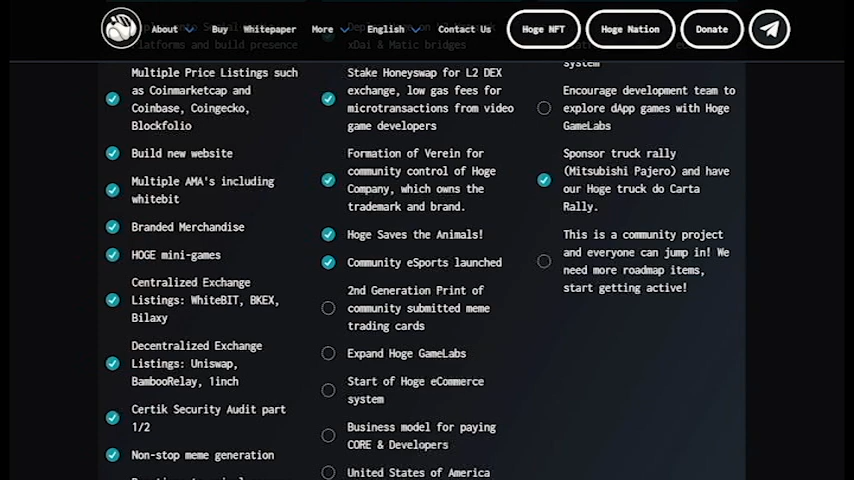 About Buy Whitepaper More English Contact Us Hoge NFT Hoge Nation Donate
platforms and build presence
Multiple Price Listings such
as Coinmarketcap and
Coinbase, Coingecko,
Blockfolio
Build new website
Multiple AMA's including
whitebit
Branded Merchandise
HOGE mini-games
Centralized Exchange
Listings: WhiteBIT, BKEX,
Bilaxy
Decentralized Exchange
Listings: Uniswap,
BambooRelay, 1inch
Certik Security Audit part
1/2
Non-stop meme generation
xDai & Matic bridges
Stake Honeyswap for L2 DEX
exchange, low gas fees for
microtransactions from video
game developers
Formation of Verein for
community control of Hoge
Company, which owns the
trademark and brand.
Hoge Saves the Animals!
Community eSports launched
2nd Generation Print of
community submitted meme
trading cards
Expand Hoge GameLabs
Start of Hoge eCommerce
system
Business model for paying
CORE & Developers
United States of America
system
Encourage development team to
explore dApp games with Hoge
GameLabs
Sponsor truck rally
(Mitsubishi Pajero) and have
our Hoge truck do Carta
Rally.
This is a community project
and everyone can jump in! We
need more roadmap items,
start getting active!